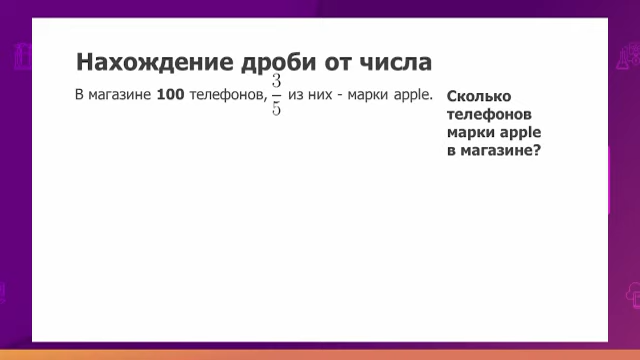 Нахождение дроби от числа
В магазине 100 телефонов, 3/5 из них - марки apple.
Сколько
телефонов
марки apple
в магазине?